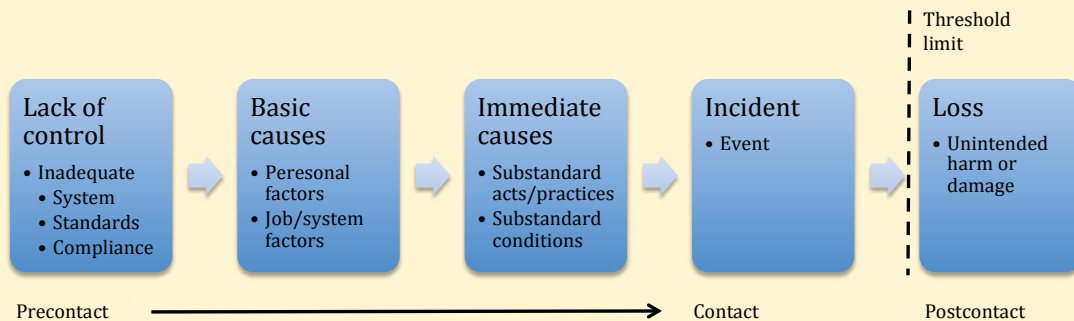 Threshold
limit
Lack of
control
• Inadequate
• System
• Standards
• Compliance
Basic
causes
• Peresonal
factors
• Job/system
factors
Immediate
causes
• Substandard
acts/practices
• Substandard
conditions
Incident
• Event
Loss
• Unintended
harm or
damage
Precontact
Contact
Postcontact